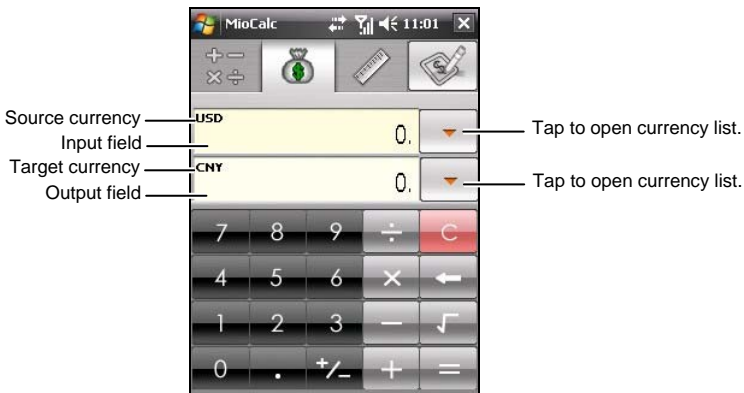 MioCalc 11:01
+ −
× ÷
Source currency
USD
Input field
0.
Tap to open currency list.
Target currency
CNY
Output field
0.
Tap to open currency list.
7 8 9 ÷ C
4 5 6 × ←
1 2 3 − √
0 . +/− + =